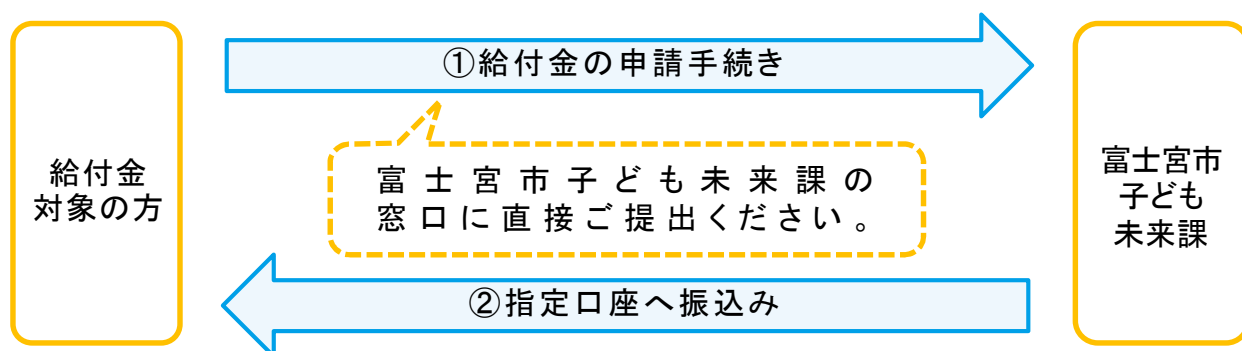 ①給付金の申請手続き
給付金
対象の方
富士宮市子ども未来課の
窓口に直接ご提出ください。
富士宮市
子ども
未来課
②指定口座へ振込み